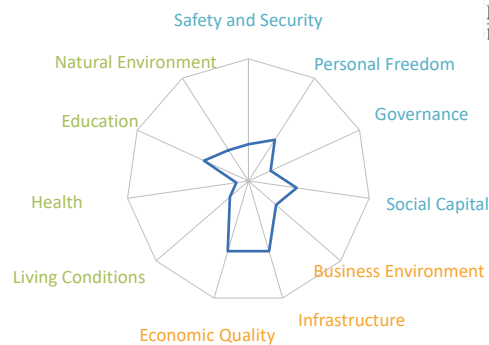 Safety and Security
Natural Environment
Personal Freedom
Education
Governance
Health
Social Capital
Living Conditions
Business Environment
Economic Quality
Infrastructure